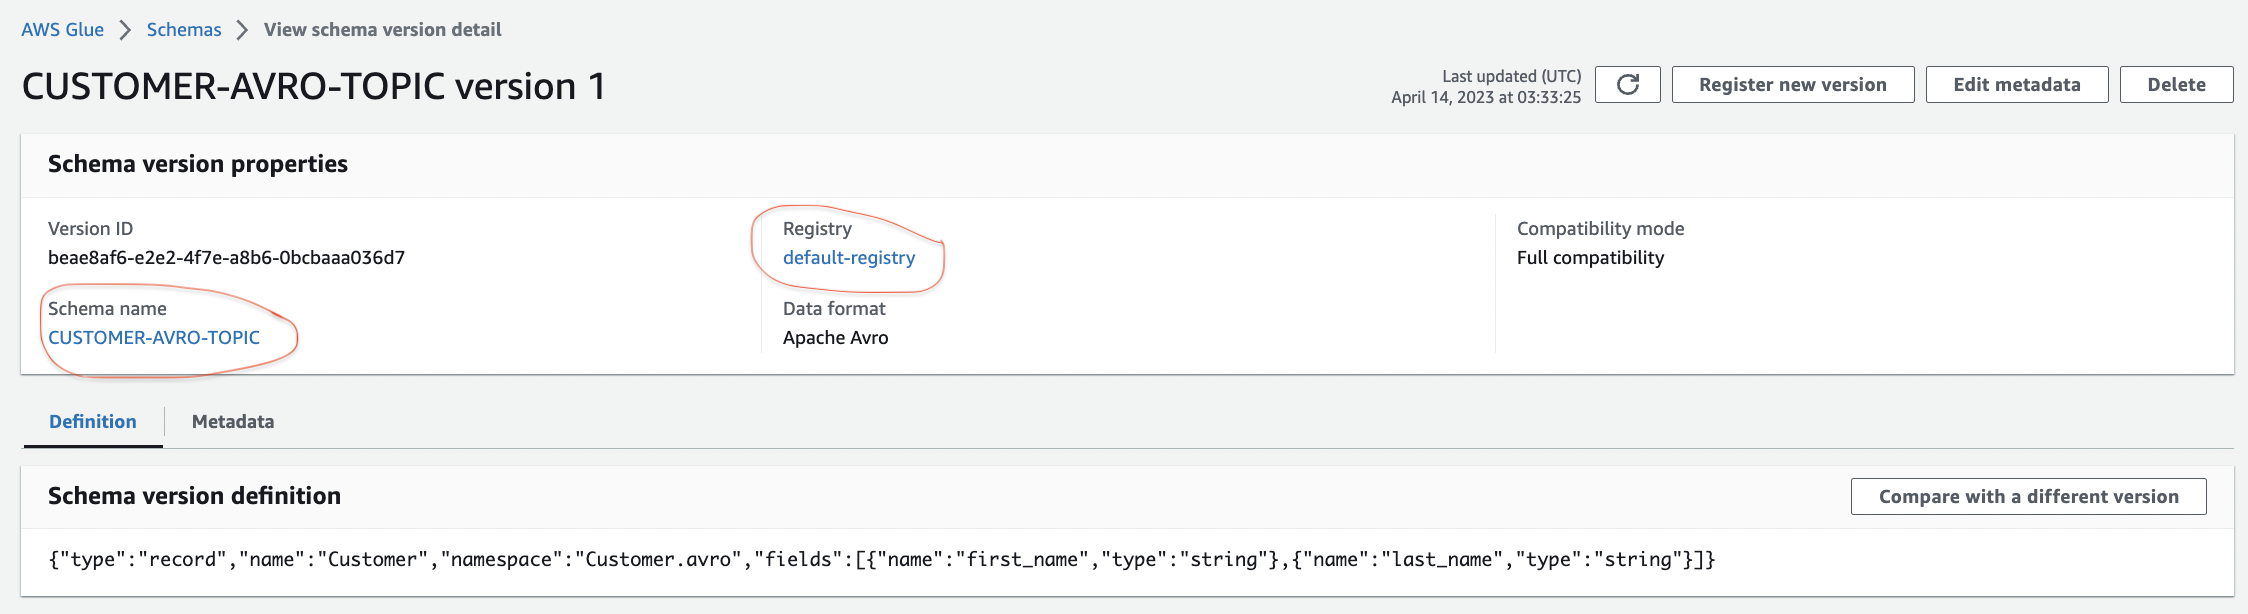 AWS Glue > Schemas > View schema version detail
CUSTOMER-AVRO-TOPIC version 1
Last updated (UTC)
April 14, 2023 at 03:33:25
Register new version
Edit metadata
Delete
Schema version properties
Version ID
beae8af6-e2e2-4f7e-a8b6-0bcbaaa036d7
Schema name
CUSTOMER-AVRO-TOPIC
Registry
default-registry
Data format
Apache Avro
Compatibility mode
Full compatibility
Definition
Metadata
Schema version definition
Compare with a different version
{"type":"record","name":"Customer","namespace":"Customer.avro","fields":[{"name":"first_name","type":"string"},{"name":"last_name","type":"string"}]}